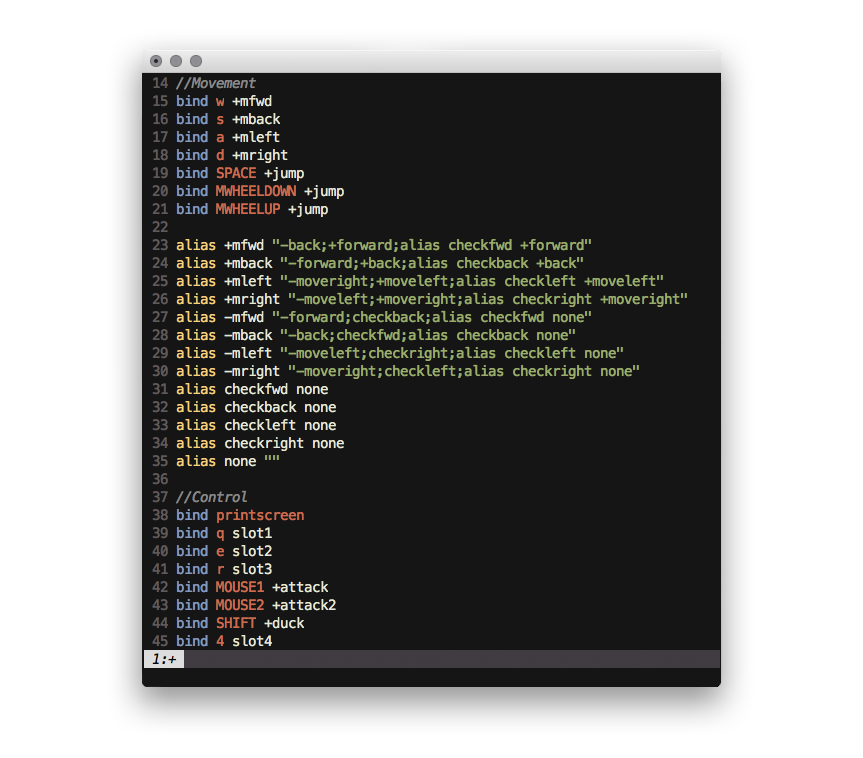 14 //Movement
15 bind w +mfwd
16 bind s +mback
17 bind a +mleft
18 bind d +mright
19 bind SPACE +jump
20 bind MWHEELDOWN +jump
21 bind MWHEELUP +jump
22
23 alias +mfwd "-back;+forward;alias checkfwd +forward"
24 alias +mback "-forward;+back;alias checkback +back"
25 alias +mleft "-moveright;+moveleft;alias checkleft +moveleft"
26 alias +mright "-moveleft;+moveright;alias checkright +moveright"
27 alias -mfwd "-forward;checkback;alias checkfwd none"
28 alias -mback "-back;checkfwd;alias checkback none"
29 alias -mleft "-moveleft;checkright;alias checkleft none"
30 alias -mright "-moveright;checkleft;alias checkright none"
31 alias checkfwd none
32 alias checkback none
33 alias checkleft none
34 alias checkright none
35 alias none ""
36
37 //Control
38 bind printscreen
39 bind q slot1
40 bind e slot2
41 bind r slot3
42 bind MOUSE1 +attack
43 bind MOUSE2 +attack2
44 bind SHIFT +duck
45 bind 4 slot4
1:+